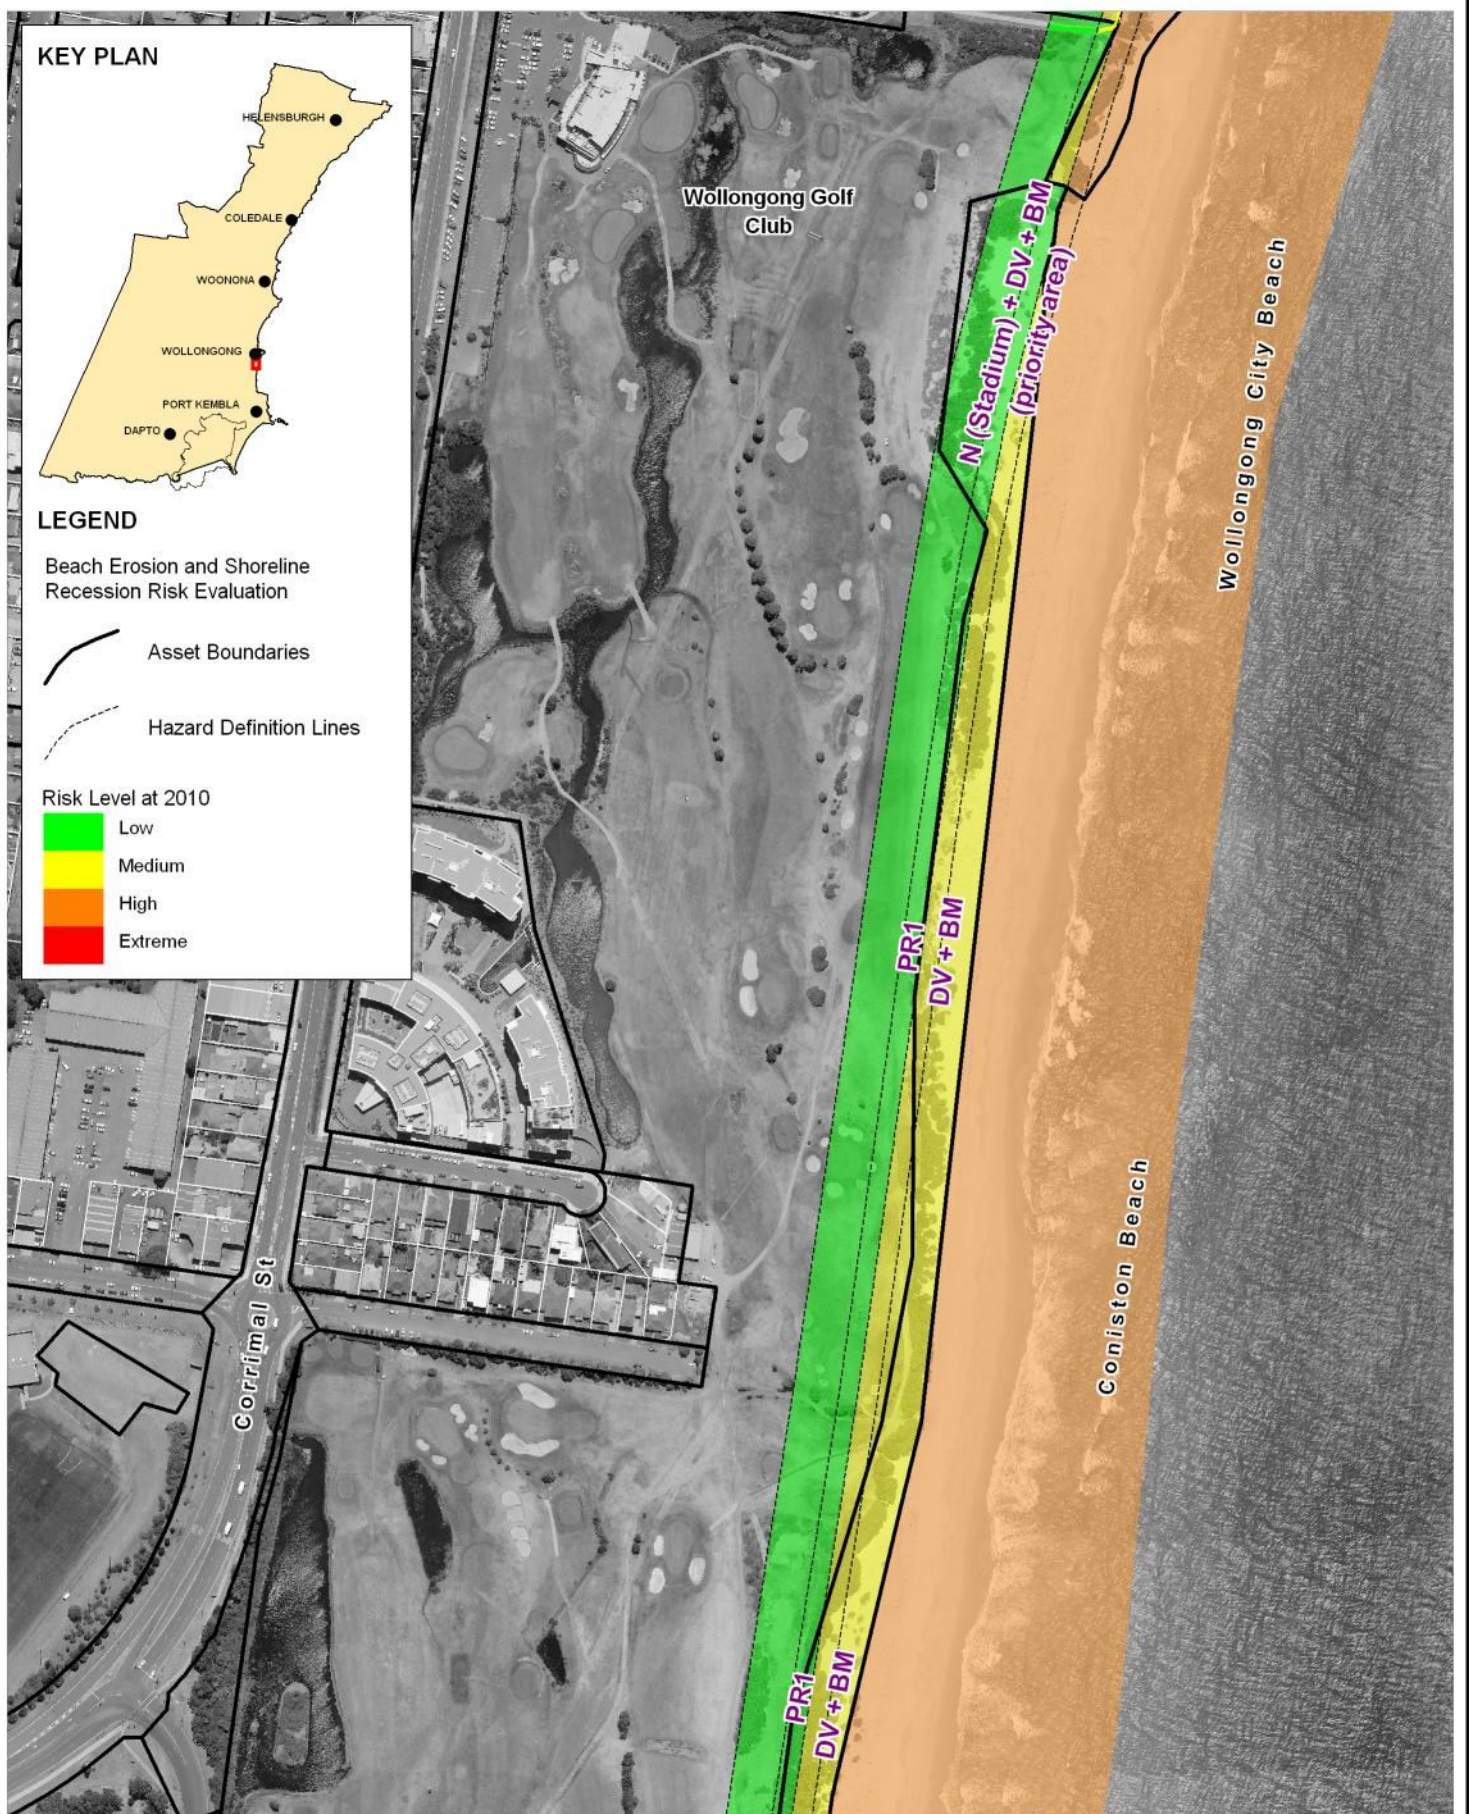 KEY PLAN
HELENSBURGH
COLEDALE
WOONONA
WOLLONGONG
PORT KEMBLA
DAPTO
LEGEND
Beach Erosion and Shoreline
Recession Risk Evaluation
Asset Boundaries
Hazard Definition Lines
Risk Level at 2010
Low
Medium
High
Extreme
Wollongong Golf
Club
N (Stadium) + DV + BM
(priority area)
Wollongong City Beach
PR1
DV + BM
Coniston Beach
Corrimal St
PR1
DV + BM